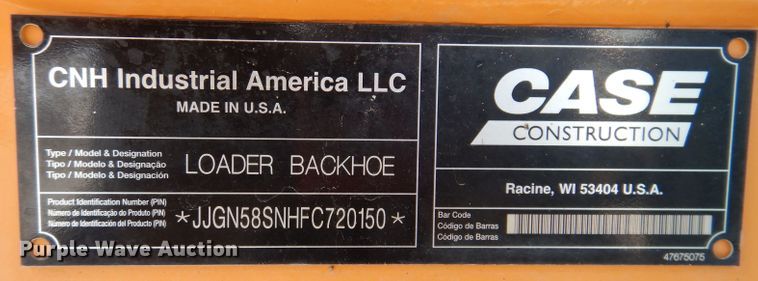 CNH Industrial America LLC
MADE IN U.S.A.
Type / Model & Designation
Tipo / Modelo & Designação
Tipo / Modelo & Designación
LOADER BACKHOE
Product Identification Number (PIN)
Número de Identificação do Produto (PIN)
Número de Identificación del Producto (PIN)
*JJGN58SNHFC720150*
CASE
CONSTRUCTION
Racine, WI 53404 U.S.A.
Bar Code
Código de Barras
Código de Barras
47675075
Purple Wave Auction